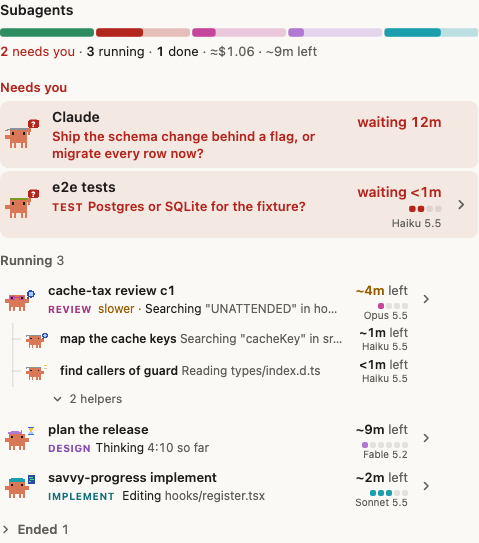 Subagents
2 needs you · 3 running · 1 done · ≈$1.06 · ~9m left
Needs you
Claude
waiting 12m
Ship the schema change behind a flag, or
migrate every row now?
e2e tests
waiting <1m
TEST Postgres or SQLite for the fixture?
Haiku 5.5
Running 3
cache-tax review c1
~4m left
REVIEW slower · Searching "UNATTENDED" in ho...
Opus 5.5
map the cache keys Searching "cacheKey" in sr...
~1m left
Haiku 5.5
find callers of guard Reading types/index.d.ts
<1m left
Haiku 5.5
2 helpers
plan the release
~9m left
DESIGN Thinking 4:10 so far
Fable 5.2
savvy-progress implement
~2m left
IMPLEMENT Editing hooks/register.tsx
Sonnet 5.5
Ended 1